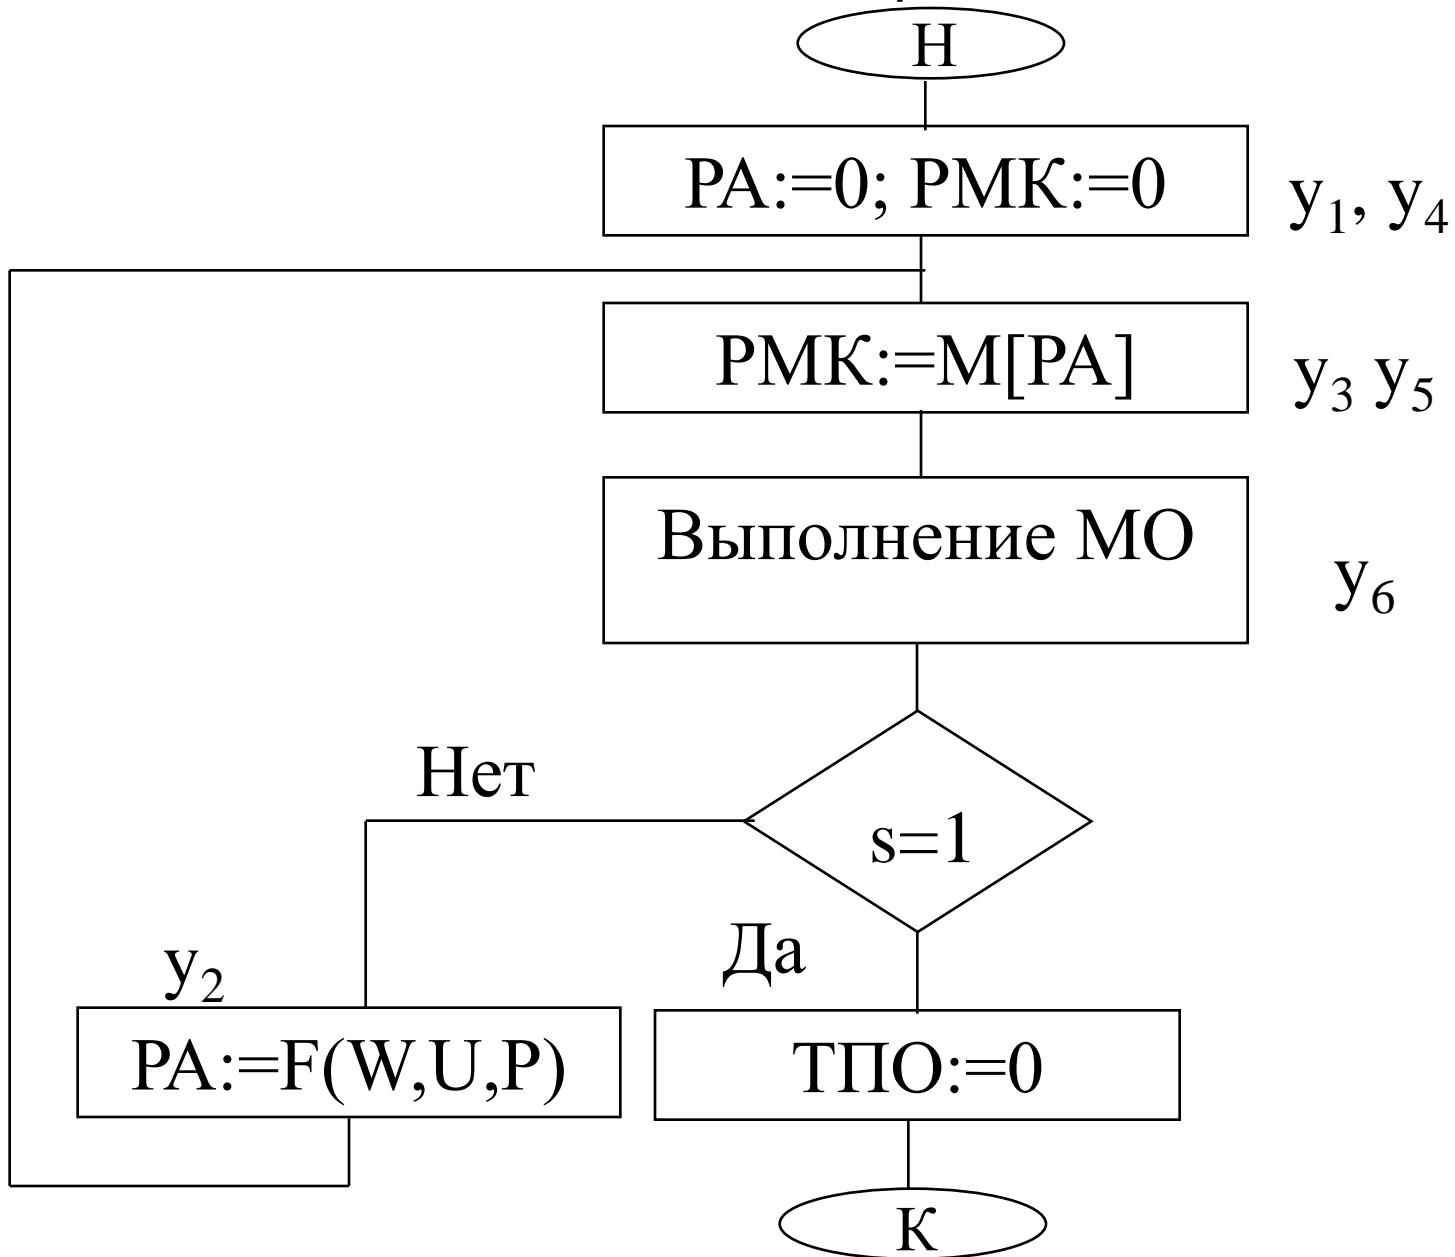 Н
РА:=0; РМК:=0
y₁, y₄
РМК:=М[РА]
y₃ y₅
Выполнение МО
y₆
Нет
s=1
Да
y₂
РА:=F(W,U,P)
ТПО:=0
К